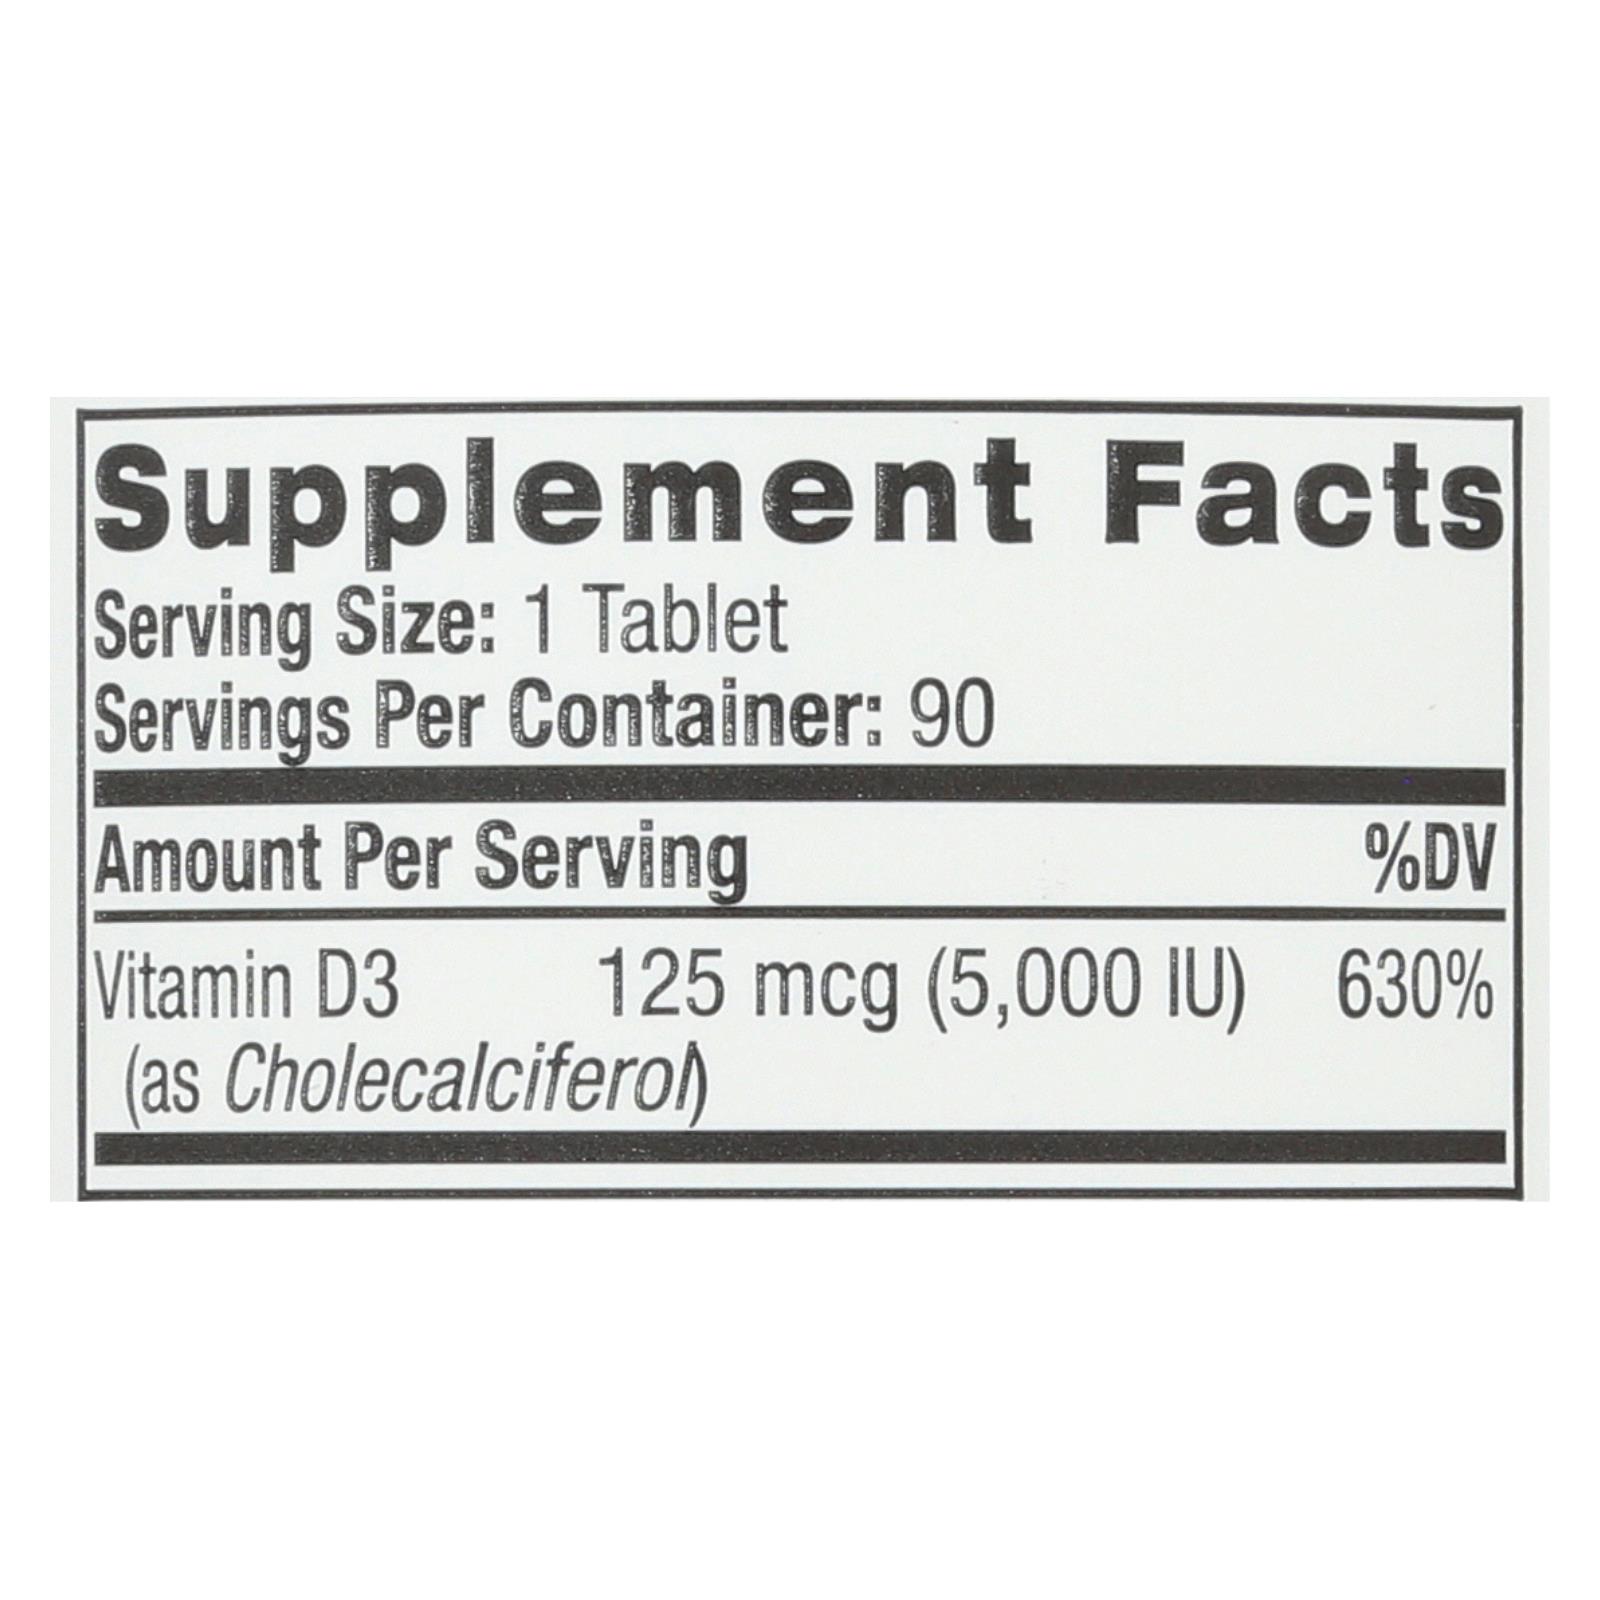 Supplement Facts
Serving Size: 1 Tablet
Servings Per Container: 90
Amount Per Serving %DV
Vitamin D3 125 mcg (5,000 IU) 630%
(as Cholecalciferol)